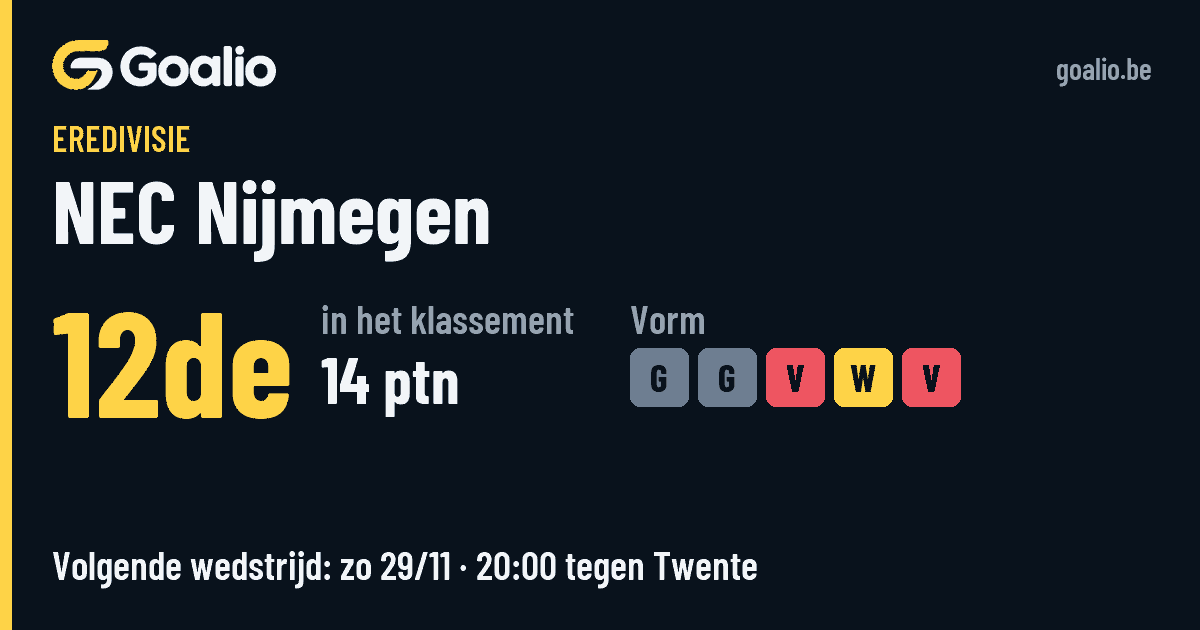 Goalio
goalio.be
EREDIVISIE
NEC Nijmegen
12de
in het klassement
14 ptn
Vorm
G G V W V
Volgende wedstrijd: zo 29/11 · 20:00 tegen Twente